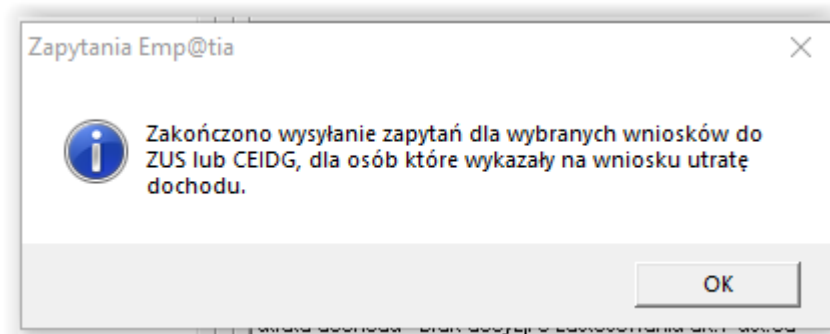 Zapytania Emp@tia
Zakończono wysyłanie zapytań dla wybranych wniosków do
ZUS lub CEIDG, dla osób które wykazały na wniosku utratę
dochodu.
OK